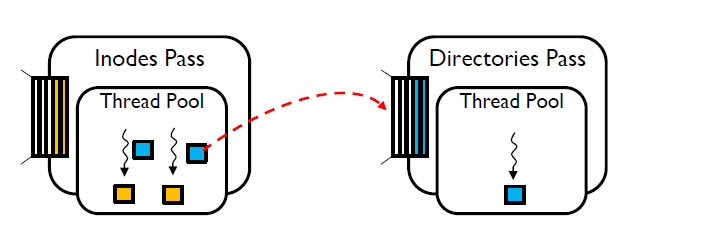 Inodes Pass
Thread Pool
Directories Pass
Thread Pool